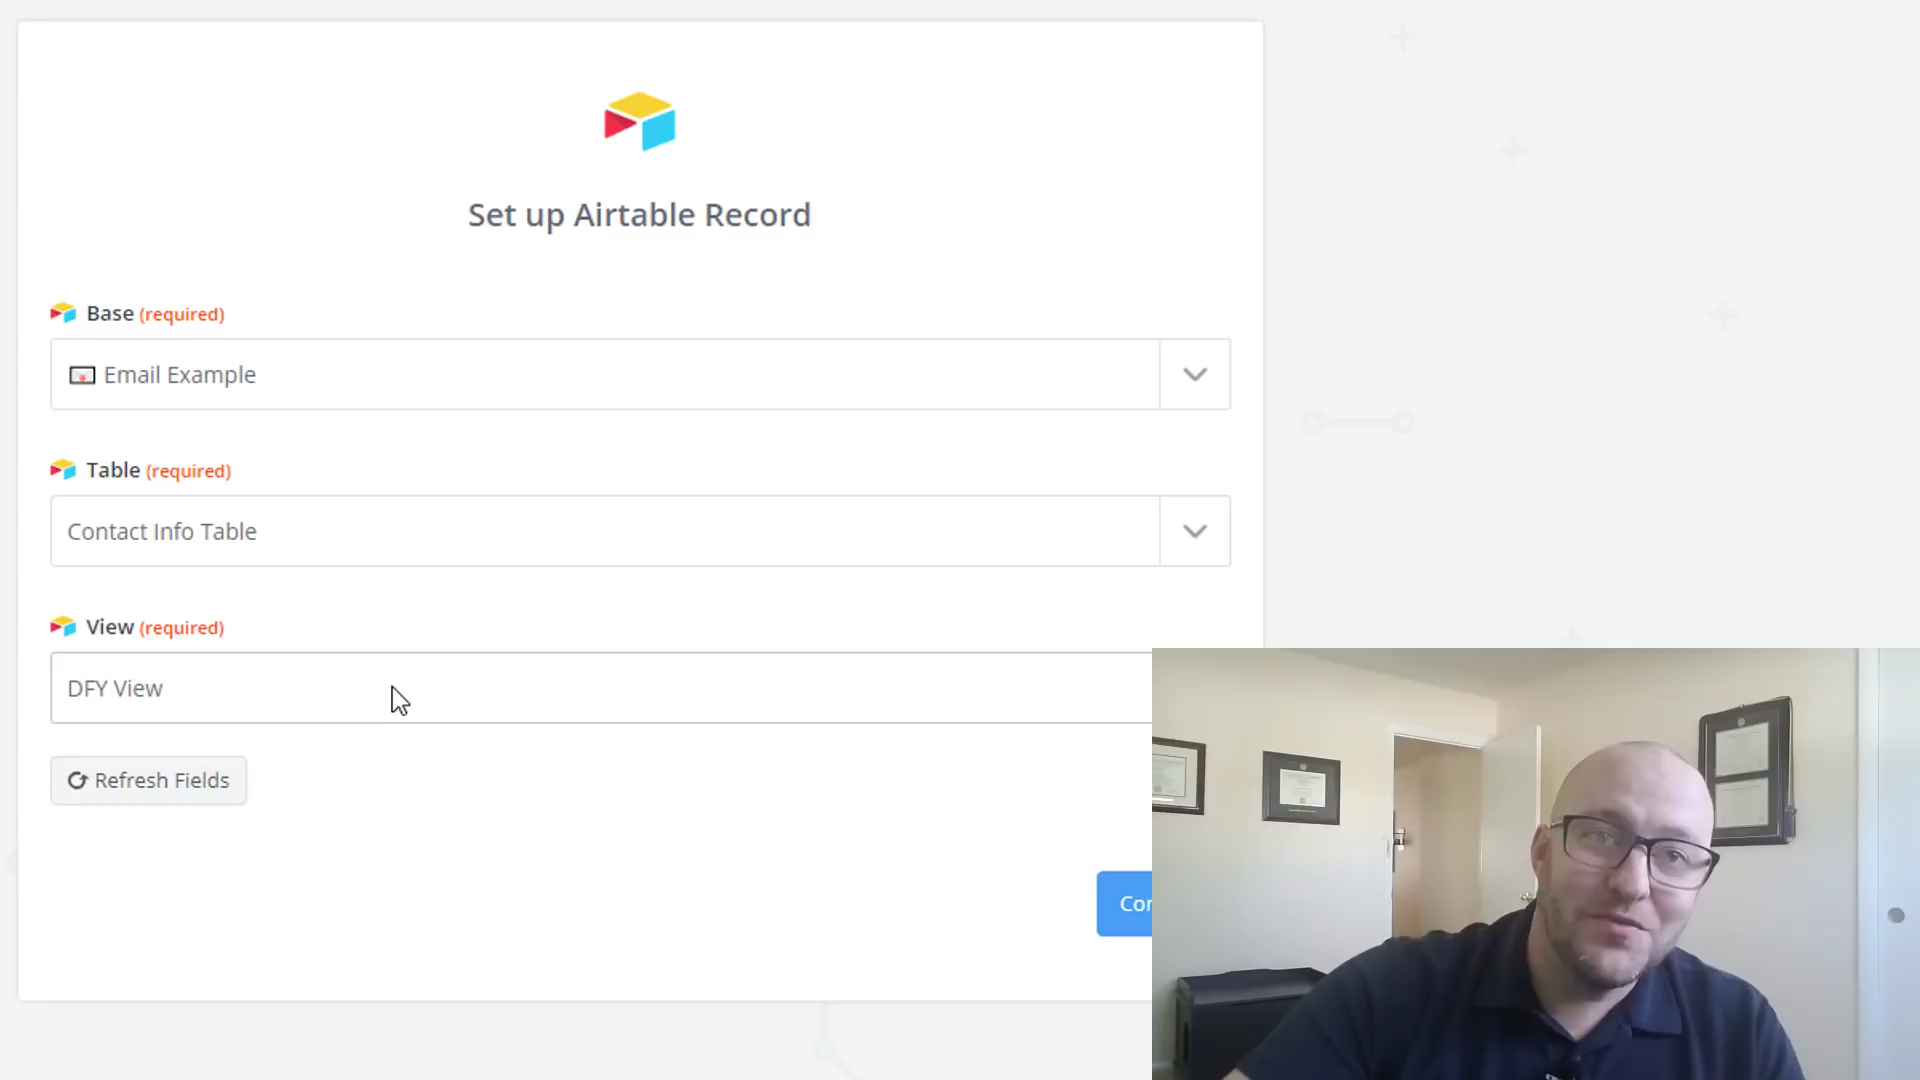 Set up Airtable Record
Base (required)
Email Example
Table (required)
Contact Info Table
View (required)
DFY View
Refresh Fields
Con